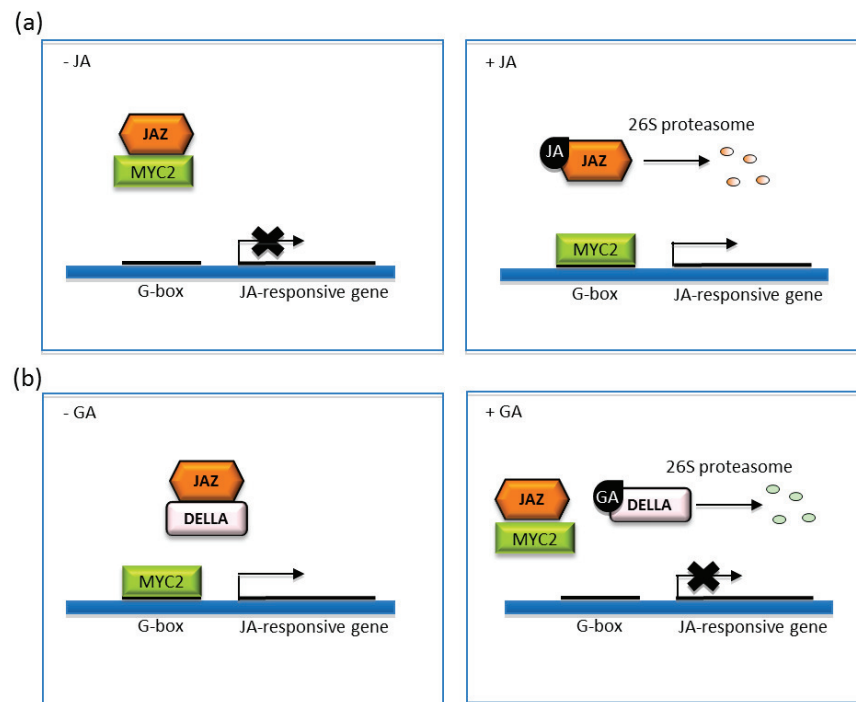 (a)
- JA
JAZ
MYC2
G-box
JA-responsive gene
+ JA
26S proteasome
JA
JAZ
MYC2
G-box
JA-responsive gene
(b)
- GA
JAZ
DELLA
MYC2
G-box
JA-responsive gene
+ GA
26S proteasome
JAZ
GA
DELLA
MYC2
G-box
JA-responsive gene